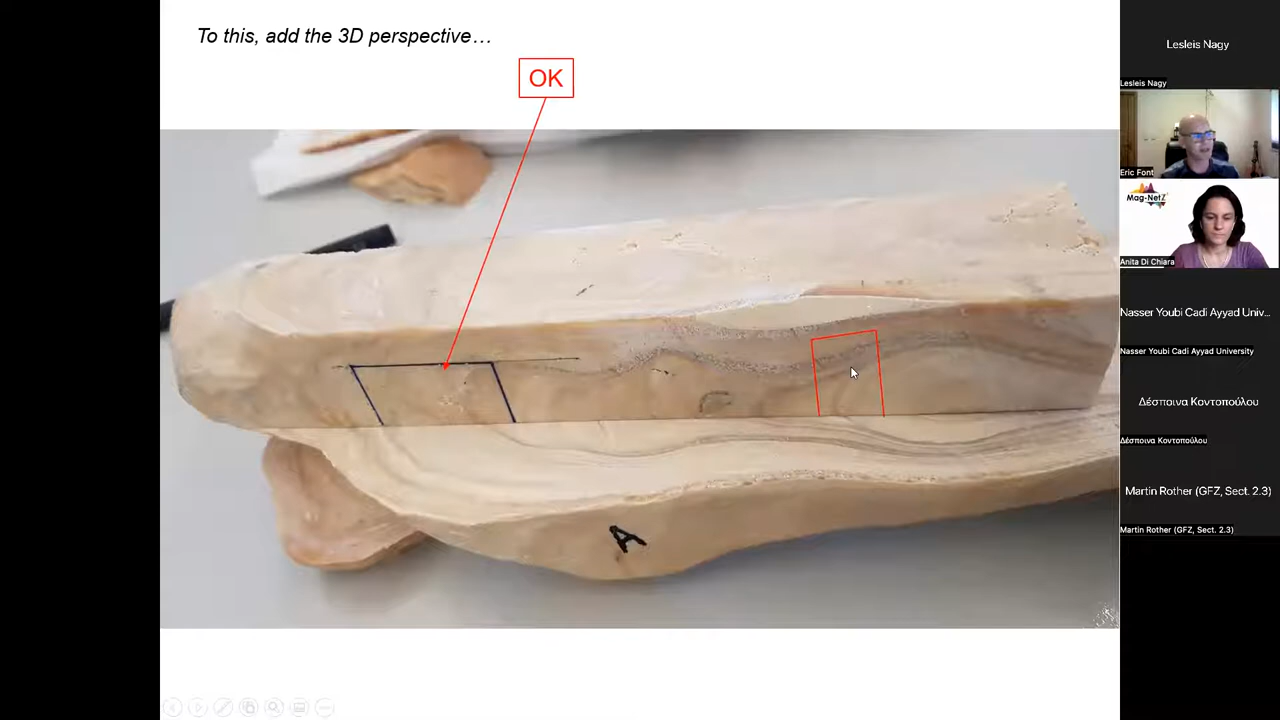 To this, add the 3D perspective…
OK
C
A
Lesleis Nagy
Lesleis Nagy
Eric Font
Mag-NetZ
Anita Di Chiara
Nasser Youbi Cadi Ayyad Univ...
Nasser Youbi Cadi Ayyad University
Δέσποινα Κοντοπούλου
Δέσποινα Κοντοπούλου
Martin Rother (GFZ, Sect. 2.3)
Martin Rother (GFZ, Sect. 2.3)